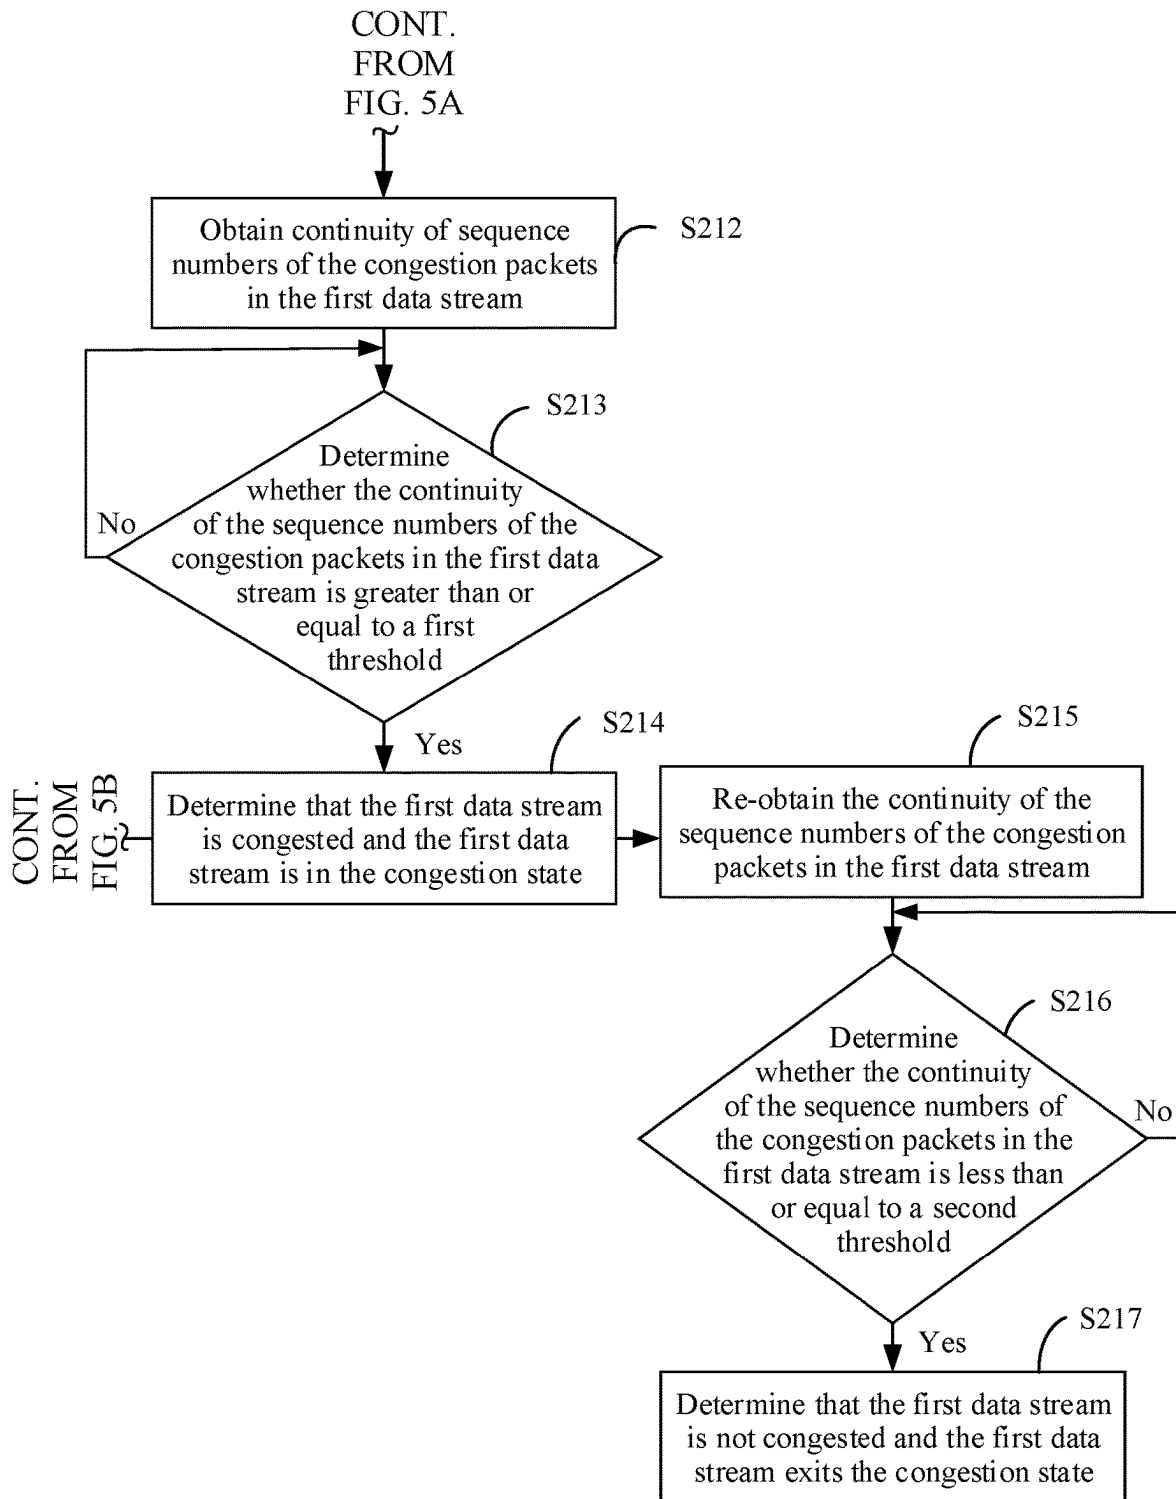 CONT.
FROM
FIG. 5A
Obtain continuity of sequence
numbers of the congestion packets
in the first data stream
S212
S213
Determine
whether the continuity
of the sequence numbers of the
congestion packets in the first data
stream is greater than or
equal to a first
threshold
No
Yes
S214
CONT.
FROM
FIG. 5B
Determine that the first data stream
is congested and the first data
stream is in the congestion state
S215
Re-obtain the continuity of the
sequence numbers of the congestion
packets in the first data stream
S216
Determine
whether the continuity
of the sequence numbers of
the congestion packets in the
first data stream is less than
or equal to a second
threshold
No
Yes
S217
Determine that the first data stream
is not congested and the first data
stream exits the congestion state